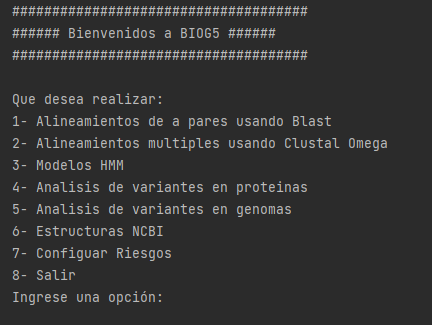 #####################################
###### Bienvenidos a BIOG5 ######
#####################################
Que desea realizar:
1- Alineamientos de a pares usando Blast
2- Alineamientos multiples usando Clustal Omega
3- Modelos HMM
4- Analisis de variantes en proteinas
5- Analisis de variantes en genomas
6- Estructuras NCBI
7- Configuar Riesgos
8- Salir
Ingrese una opción: